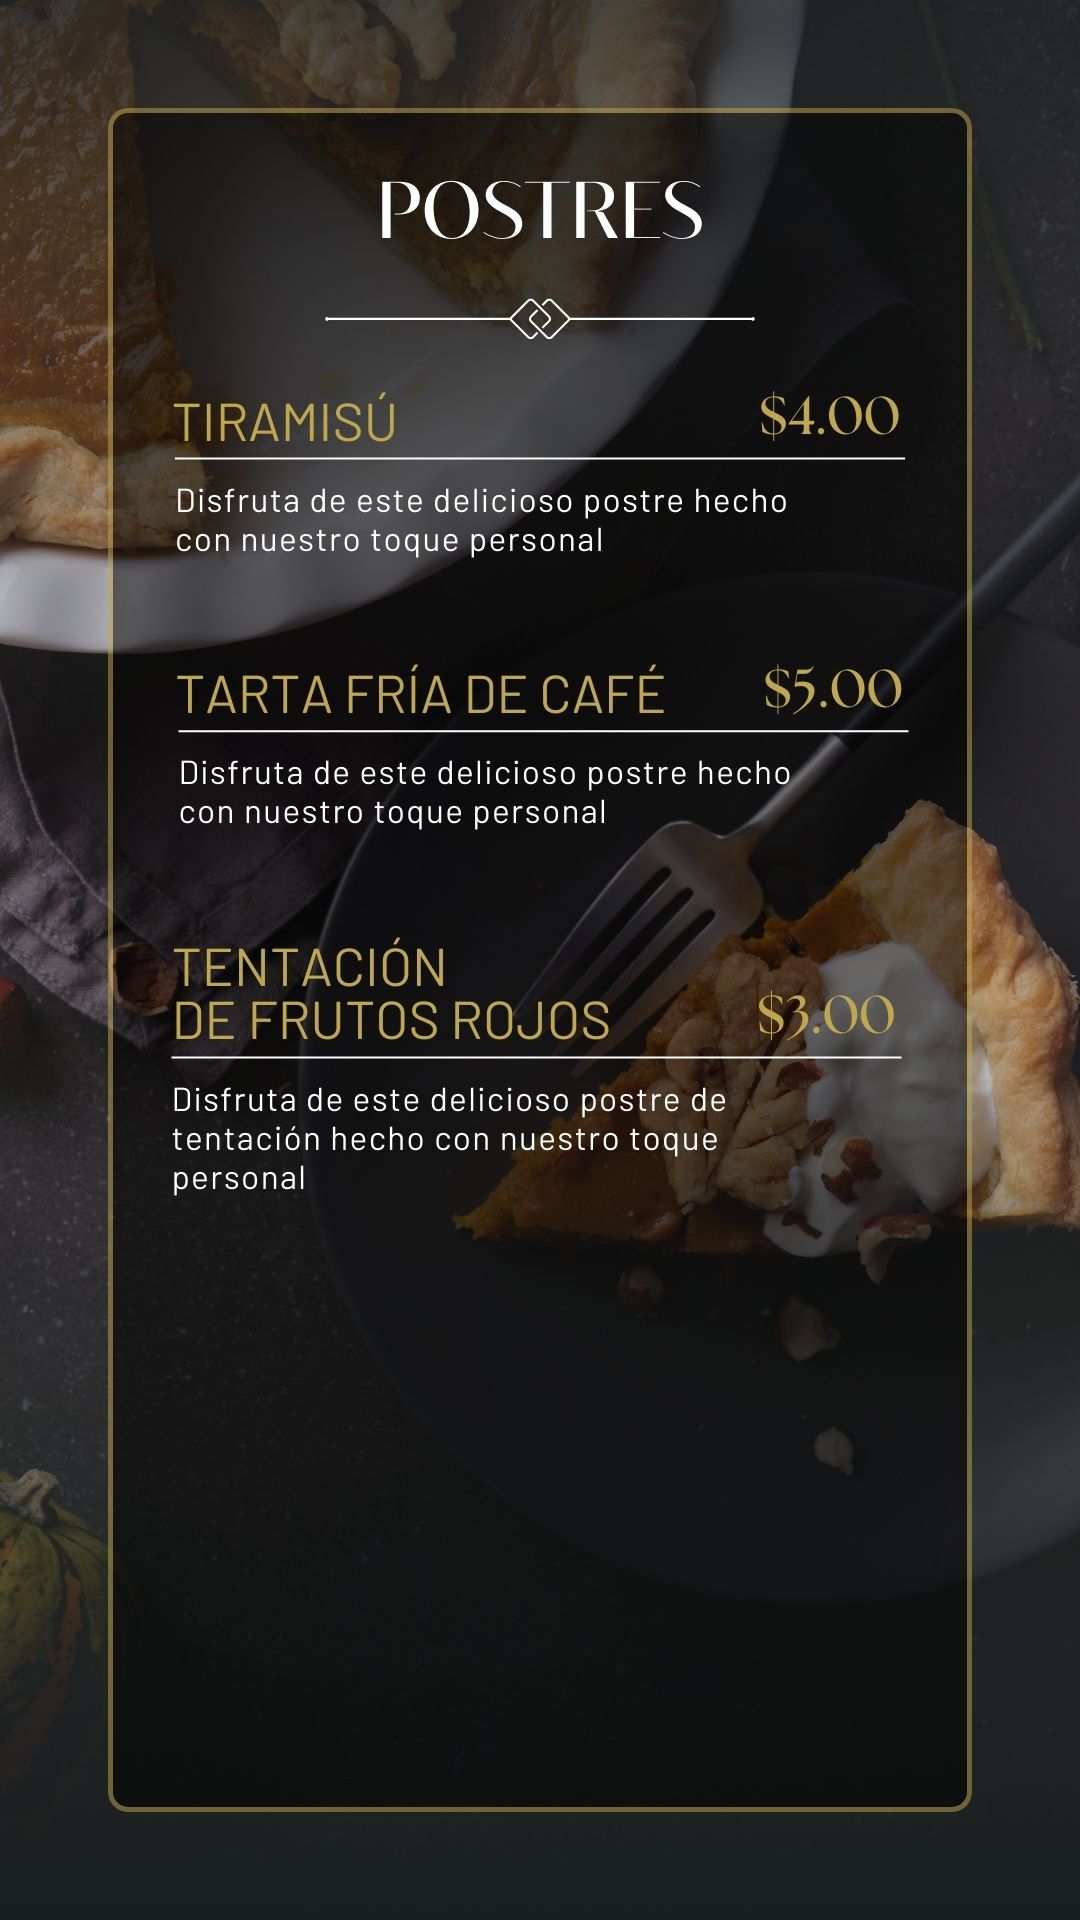 POSTRES
TIRAMISÚ $4.00
Disfruta de este delicioso postre hecho
con nuestro toque personal
TARTA FRÍA DE CAFÉ $5.00
Disfruta de este delicioso postre hecho
con nuestro toque personal
TENTACIÓN
DE FRUTOS ROJOS $3.00
Disfruta de este delicioso postre de
tentación hecho con nuestro toque
personal